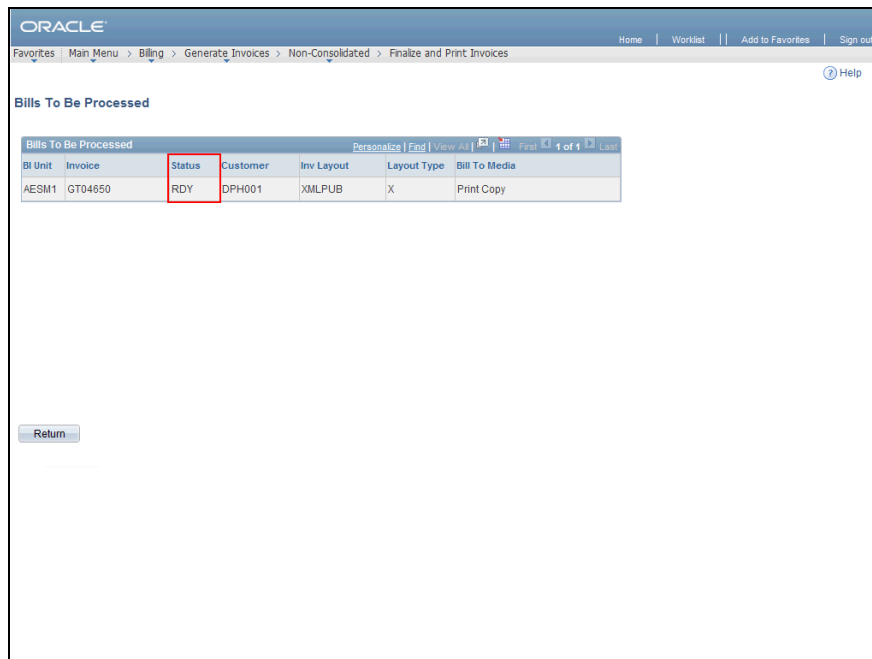 ORACLE
Home | Worklist || Add to Favorites | Sign out
Favorites Main Menu > Billing > Generate Invoices > Non-Consolidated > Finalize and Print Invoices
Help
Bills To Be Processed
Bills To Be Processed Personalize | Find | View All | | First 1 of 1 Last
BI Unit Invoice Status Customer Inv Layout Layout Type Bill To Media
AESM1 GT04650 RDY DPH001 XMLPUB X Print Copy
Return